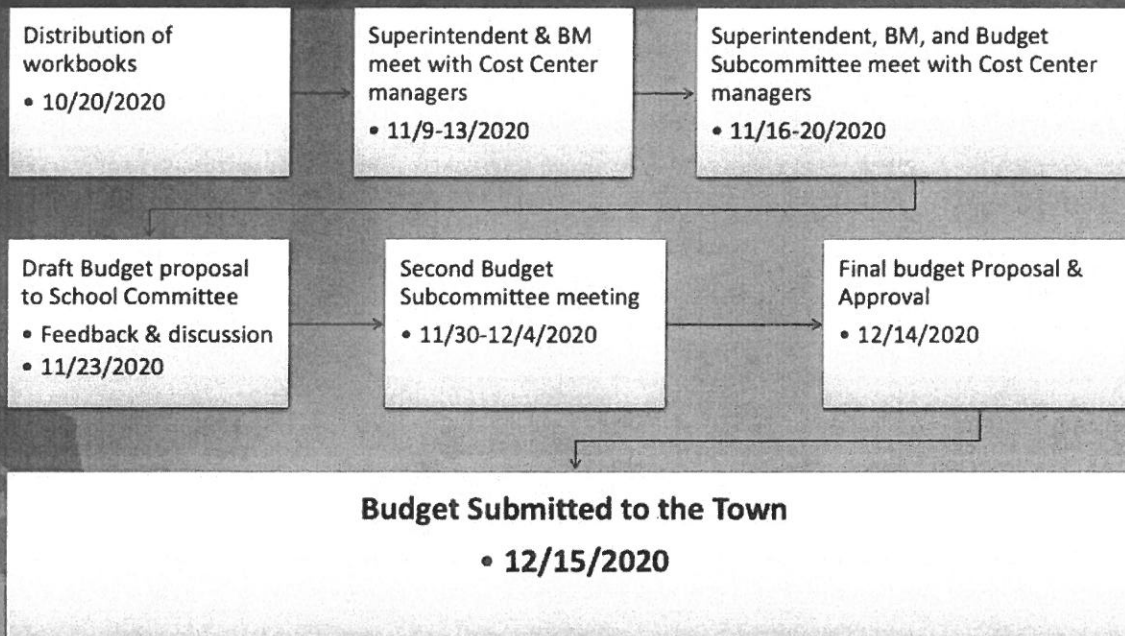 Distribution of
workbooks
• 10/20/2020
Superintendent & BM
meet with Cost Center
managers
• 11/9-13/2020
Superintendent, BM, and Budget
Subcommittee meet with Cost Center
managers
• 11/16-20/2020
Draft Budget proposal
to School Committee
• Feedback & discussion
• 11/23/2020
Second Budget
Subcommittee meeting
• 11/30-12/4/2020
Final budget Proposal &
Approval
• 12/14/2020
Budget Submitted to the Town
• 12/15/2020